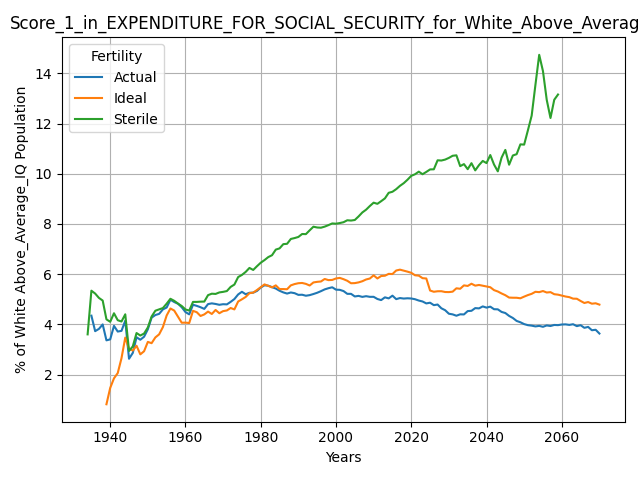 Score_1_in_EXPENDITURE_FOR_SOCIAL_SECURITY_for_White_Above_Averag
Fertility
Actual
Ideal
Sterile
% of White Above_Average_IQ Population
14
12
10
8
6
4
2
1940 1960 1980 2000 2020 2040 2060
Years